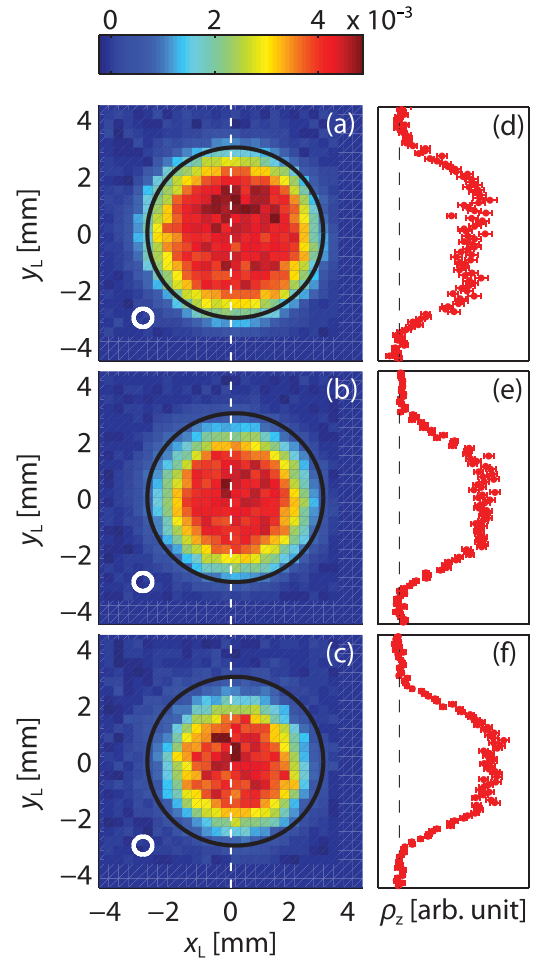 0 2 4 x 10⁻³
(a)
(d)
4
2
0
−2
−4
y_L [mm]
(b)
(e)
4
2
0
−2
−4
y_L [mm]
(c)
(f)
4
2
0
−2
−4
y_L [mm]
−4 −2 0 2 4
x_L [mm]
ρ_z [arb. unit]